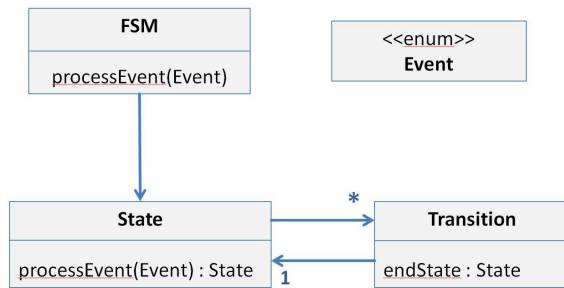 FSM
processEvent(Event)
<<enum>>
Event
State
processEvent(Event) : State
*
1
Transition
endState : State